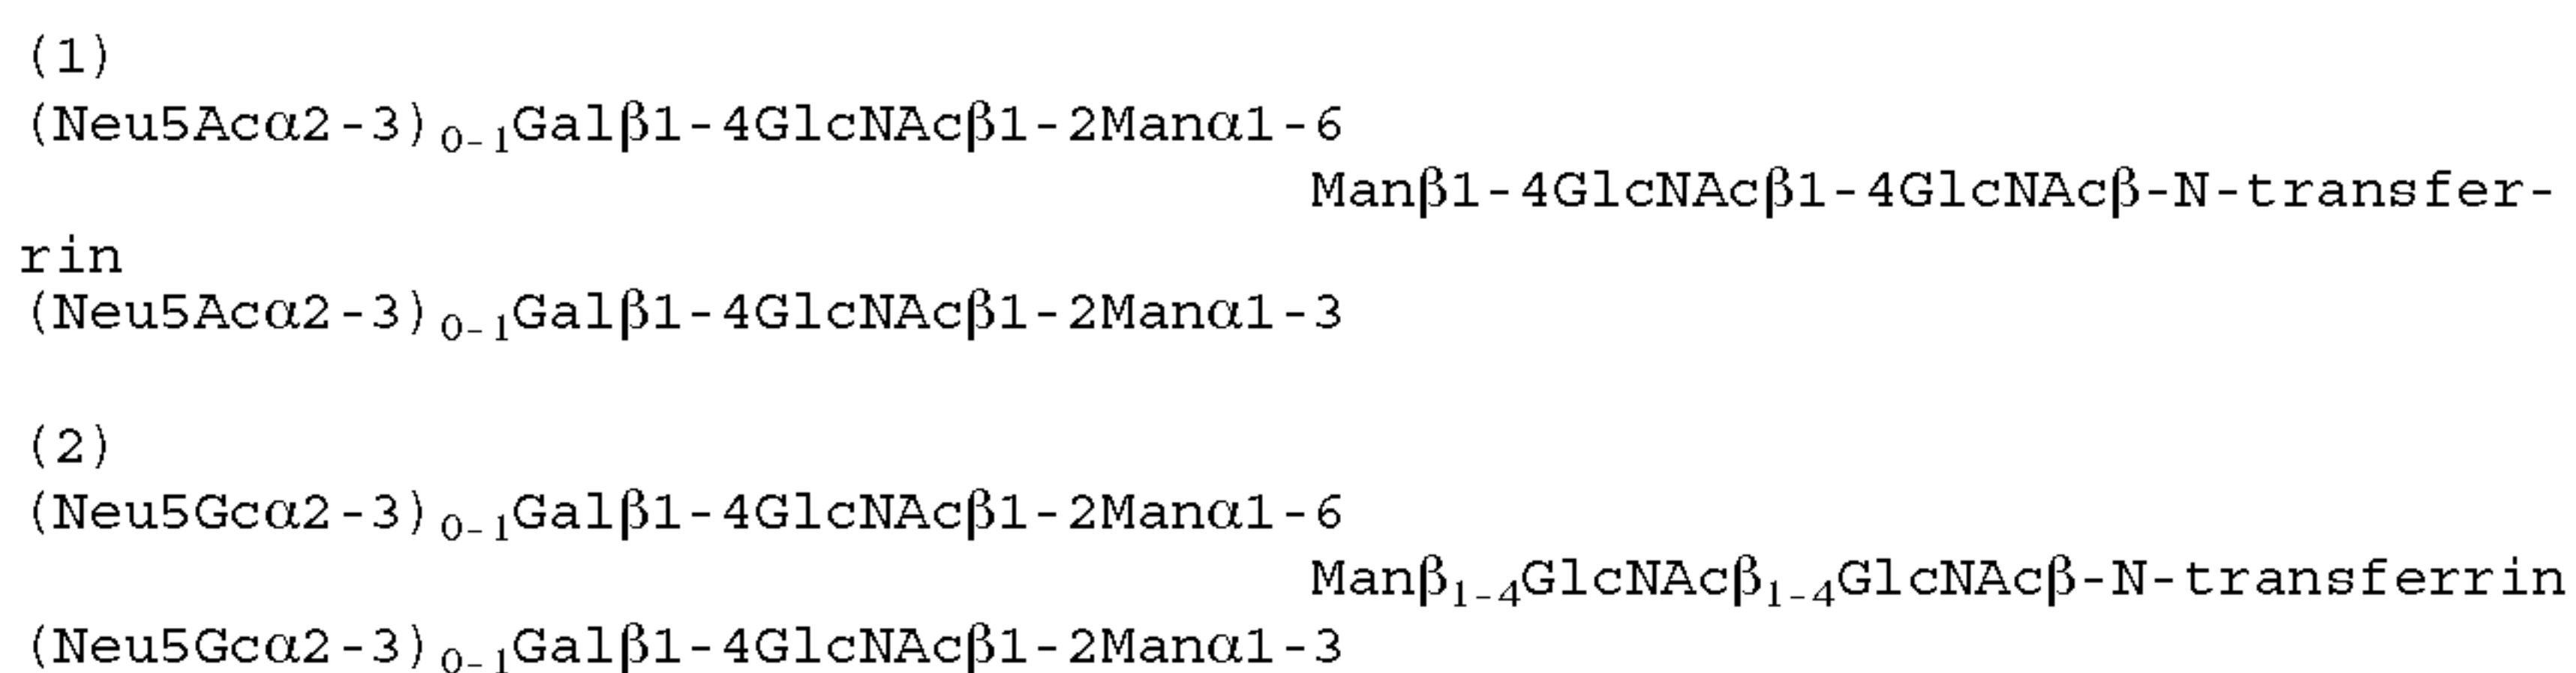 (1)
(Neu5Acα2-3)₀₋₁Galβ1-4GlcNAcβ1-2Manα1-6
Manβ1-4GlcNAcβ1-4GlcNAcβ-N-transfer-
rin
(Neu5Acα2-3)₀₋₁Galβ1-4GlcNAcβ1-2Manα1-3
(2)
(Neu5Gcα2-3)₀₋₁Galβ1-4GlcNAcβ1-2Manα1-6
Manβ₁₋₄GlcNAcβ₁₋₄GlcNAcβ-N-transferrin
(Neu5Gcα2-3)₀₋₁Galβ1-4GlcNAcβ1-2Manα1-3